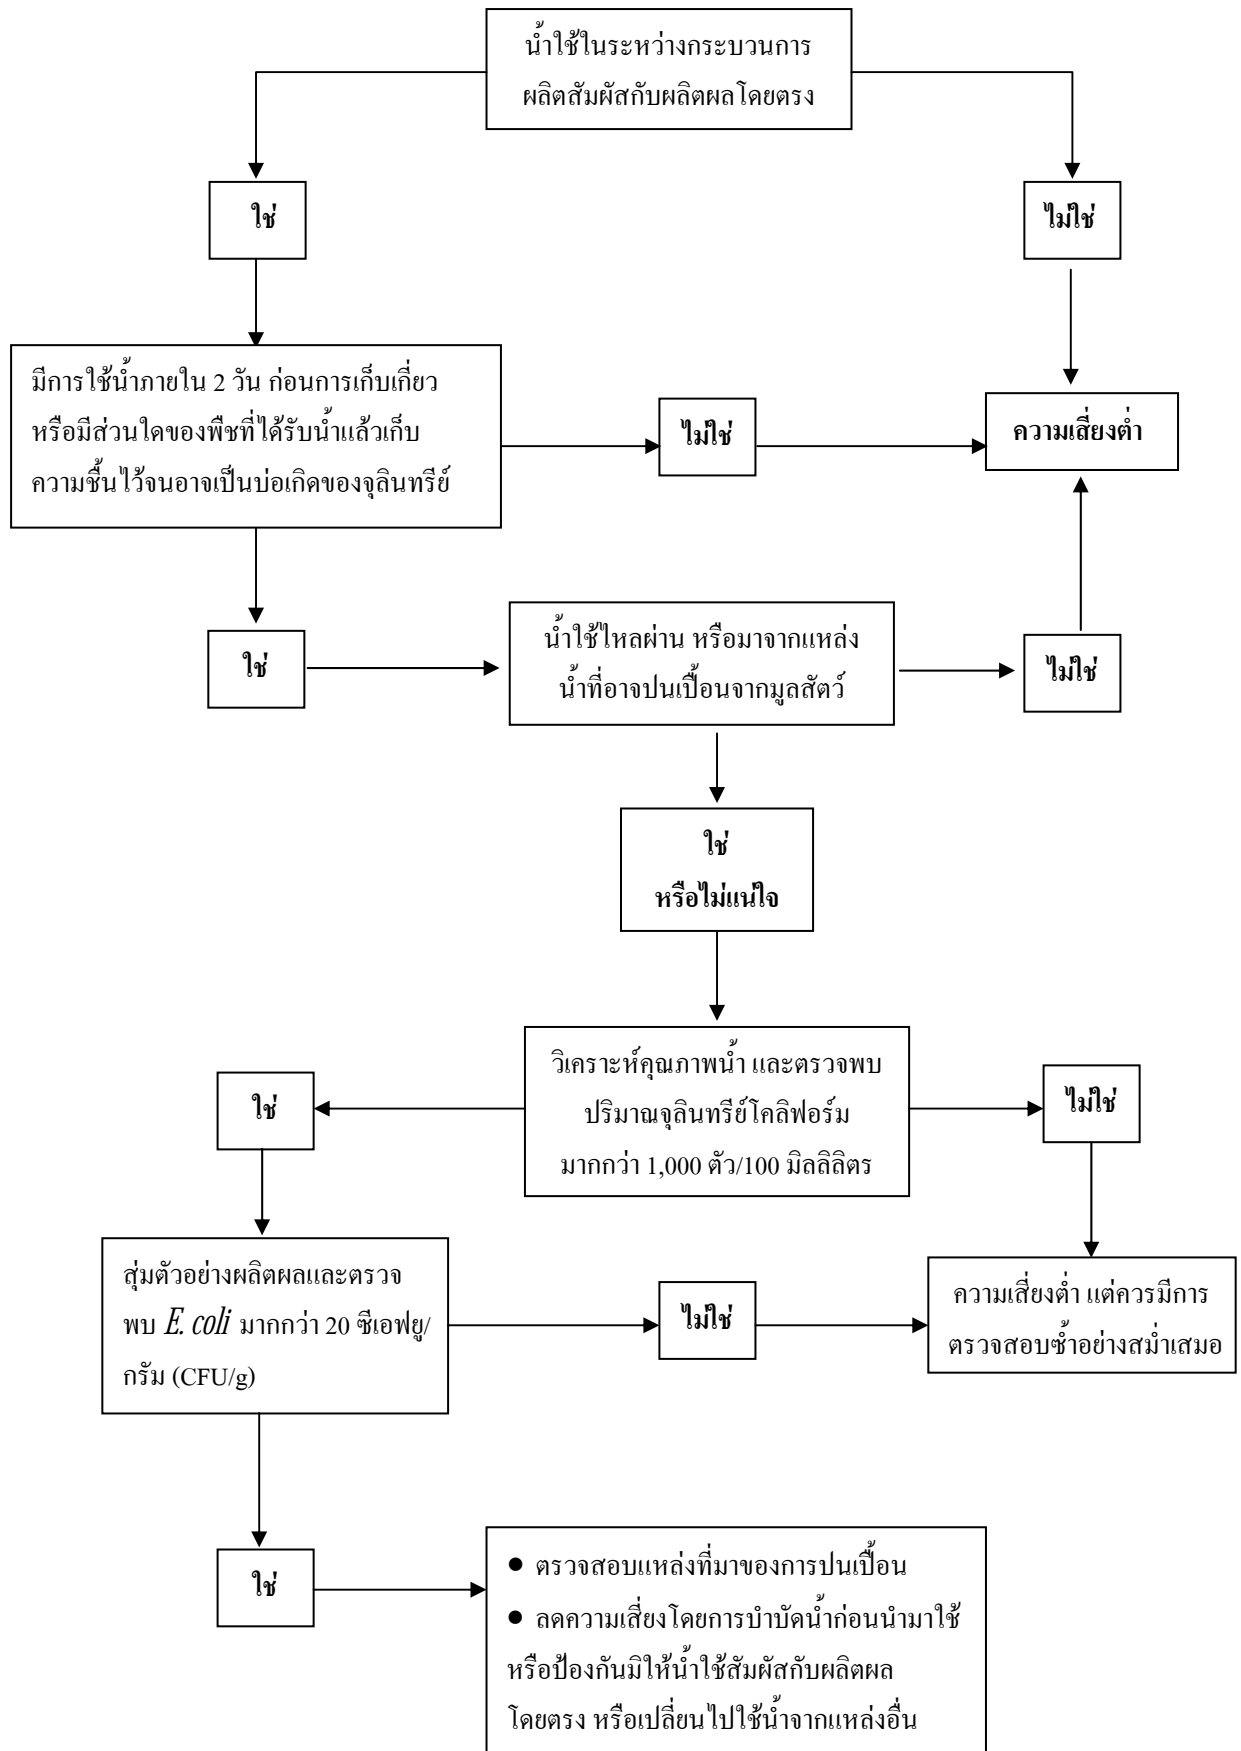 น้ำใช้ในระหว่างกระบวนการ
ผลิตสัมผัสกับผลิตผลโดยตรง
ใช่
ไม่ใช่
มีการใช้น้ำภายใน 2 วัน ก่อนการเก็บเกี่ยว
หรือมีส่วนใดของพืชที่ได้รับน้ำแล้วเก็บ
ความชื้นไว้จนอาจเป็นบ่อเกิดของจุลินทรีย์
ไม่ใช่
ความเสี่ยงต่ำ
ใช่
น้ำใช้ไหลผ่าน หรือมาจากแหล่ง
น้ำที่อาจปนเปื้อนจากมูลสัตว์
ไม่ใช่
ใช่
หรือไม่แน่ใจ
วิเคราะห์คุณภาพน้ำ และตรวจพบ
ปริมาณจุลินทรีย์โคลิฟอร์ม
มากกว่า 1,000 ตัว/100 มิลลิลิตร
ใช่
ไม่ใช่
สุ่มตัวอย่างผลิตผลและตรวจ
พบ E. coli มากกว่า 20 ซีเอฟยู/
กรัม (CFU/g)
ไม่ใช่
ความเสี่ยงต่ำ แต่ควรมีการ
ตรวจสอบซ้ำอย่างสม่ำเสมอ
ใช่
● ตรวจสอบแหล่งที่มาของการปนเปื้อน
● ลดความเสี่ยงโดยการบำบัดน้ำก่อนนำมาใช้
หรือป้องกันมิให้น้ำใช้สัมผัสกับผลิตผล
โดยตรง หรือเปลี่ยนไปใช้น้ำจากแหล่งอื่น